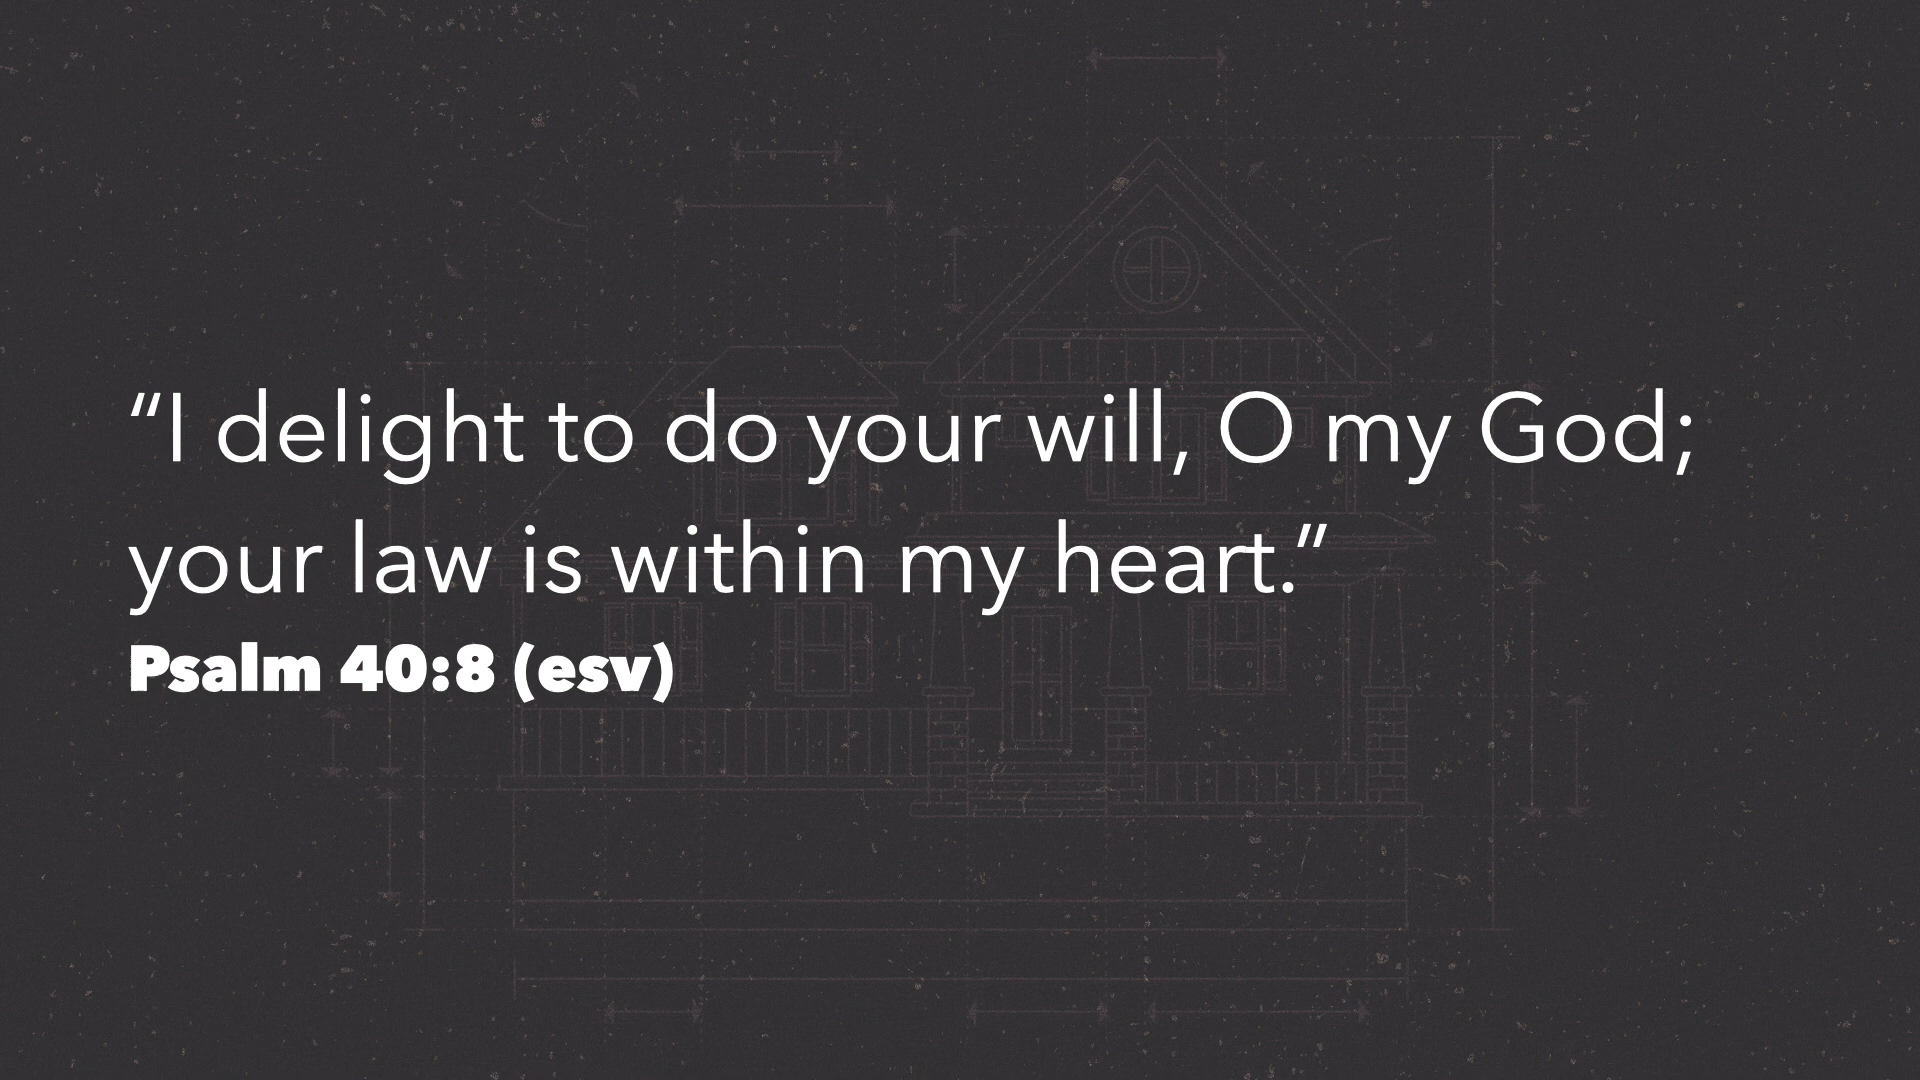 “I delight to do your will, O my God;
your law is within my heart.”
Psalm 40:8 (esv)